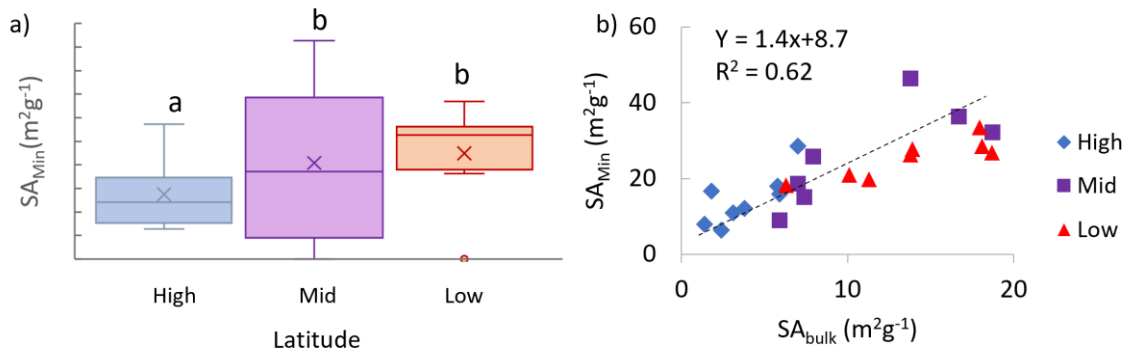 a)
SA_Min (m²g⁻¹)
a
b
b
High
Mid
Low
Latitude
b)
Y = 1.4x+8.7
R² = 0.62
SA_Min (m²g⁻¹)
60
40
20
0
0
10
20
SA_bulk (m²g⁻¹)
High
Mid
Low